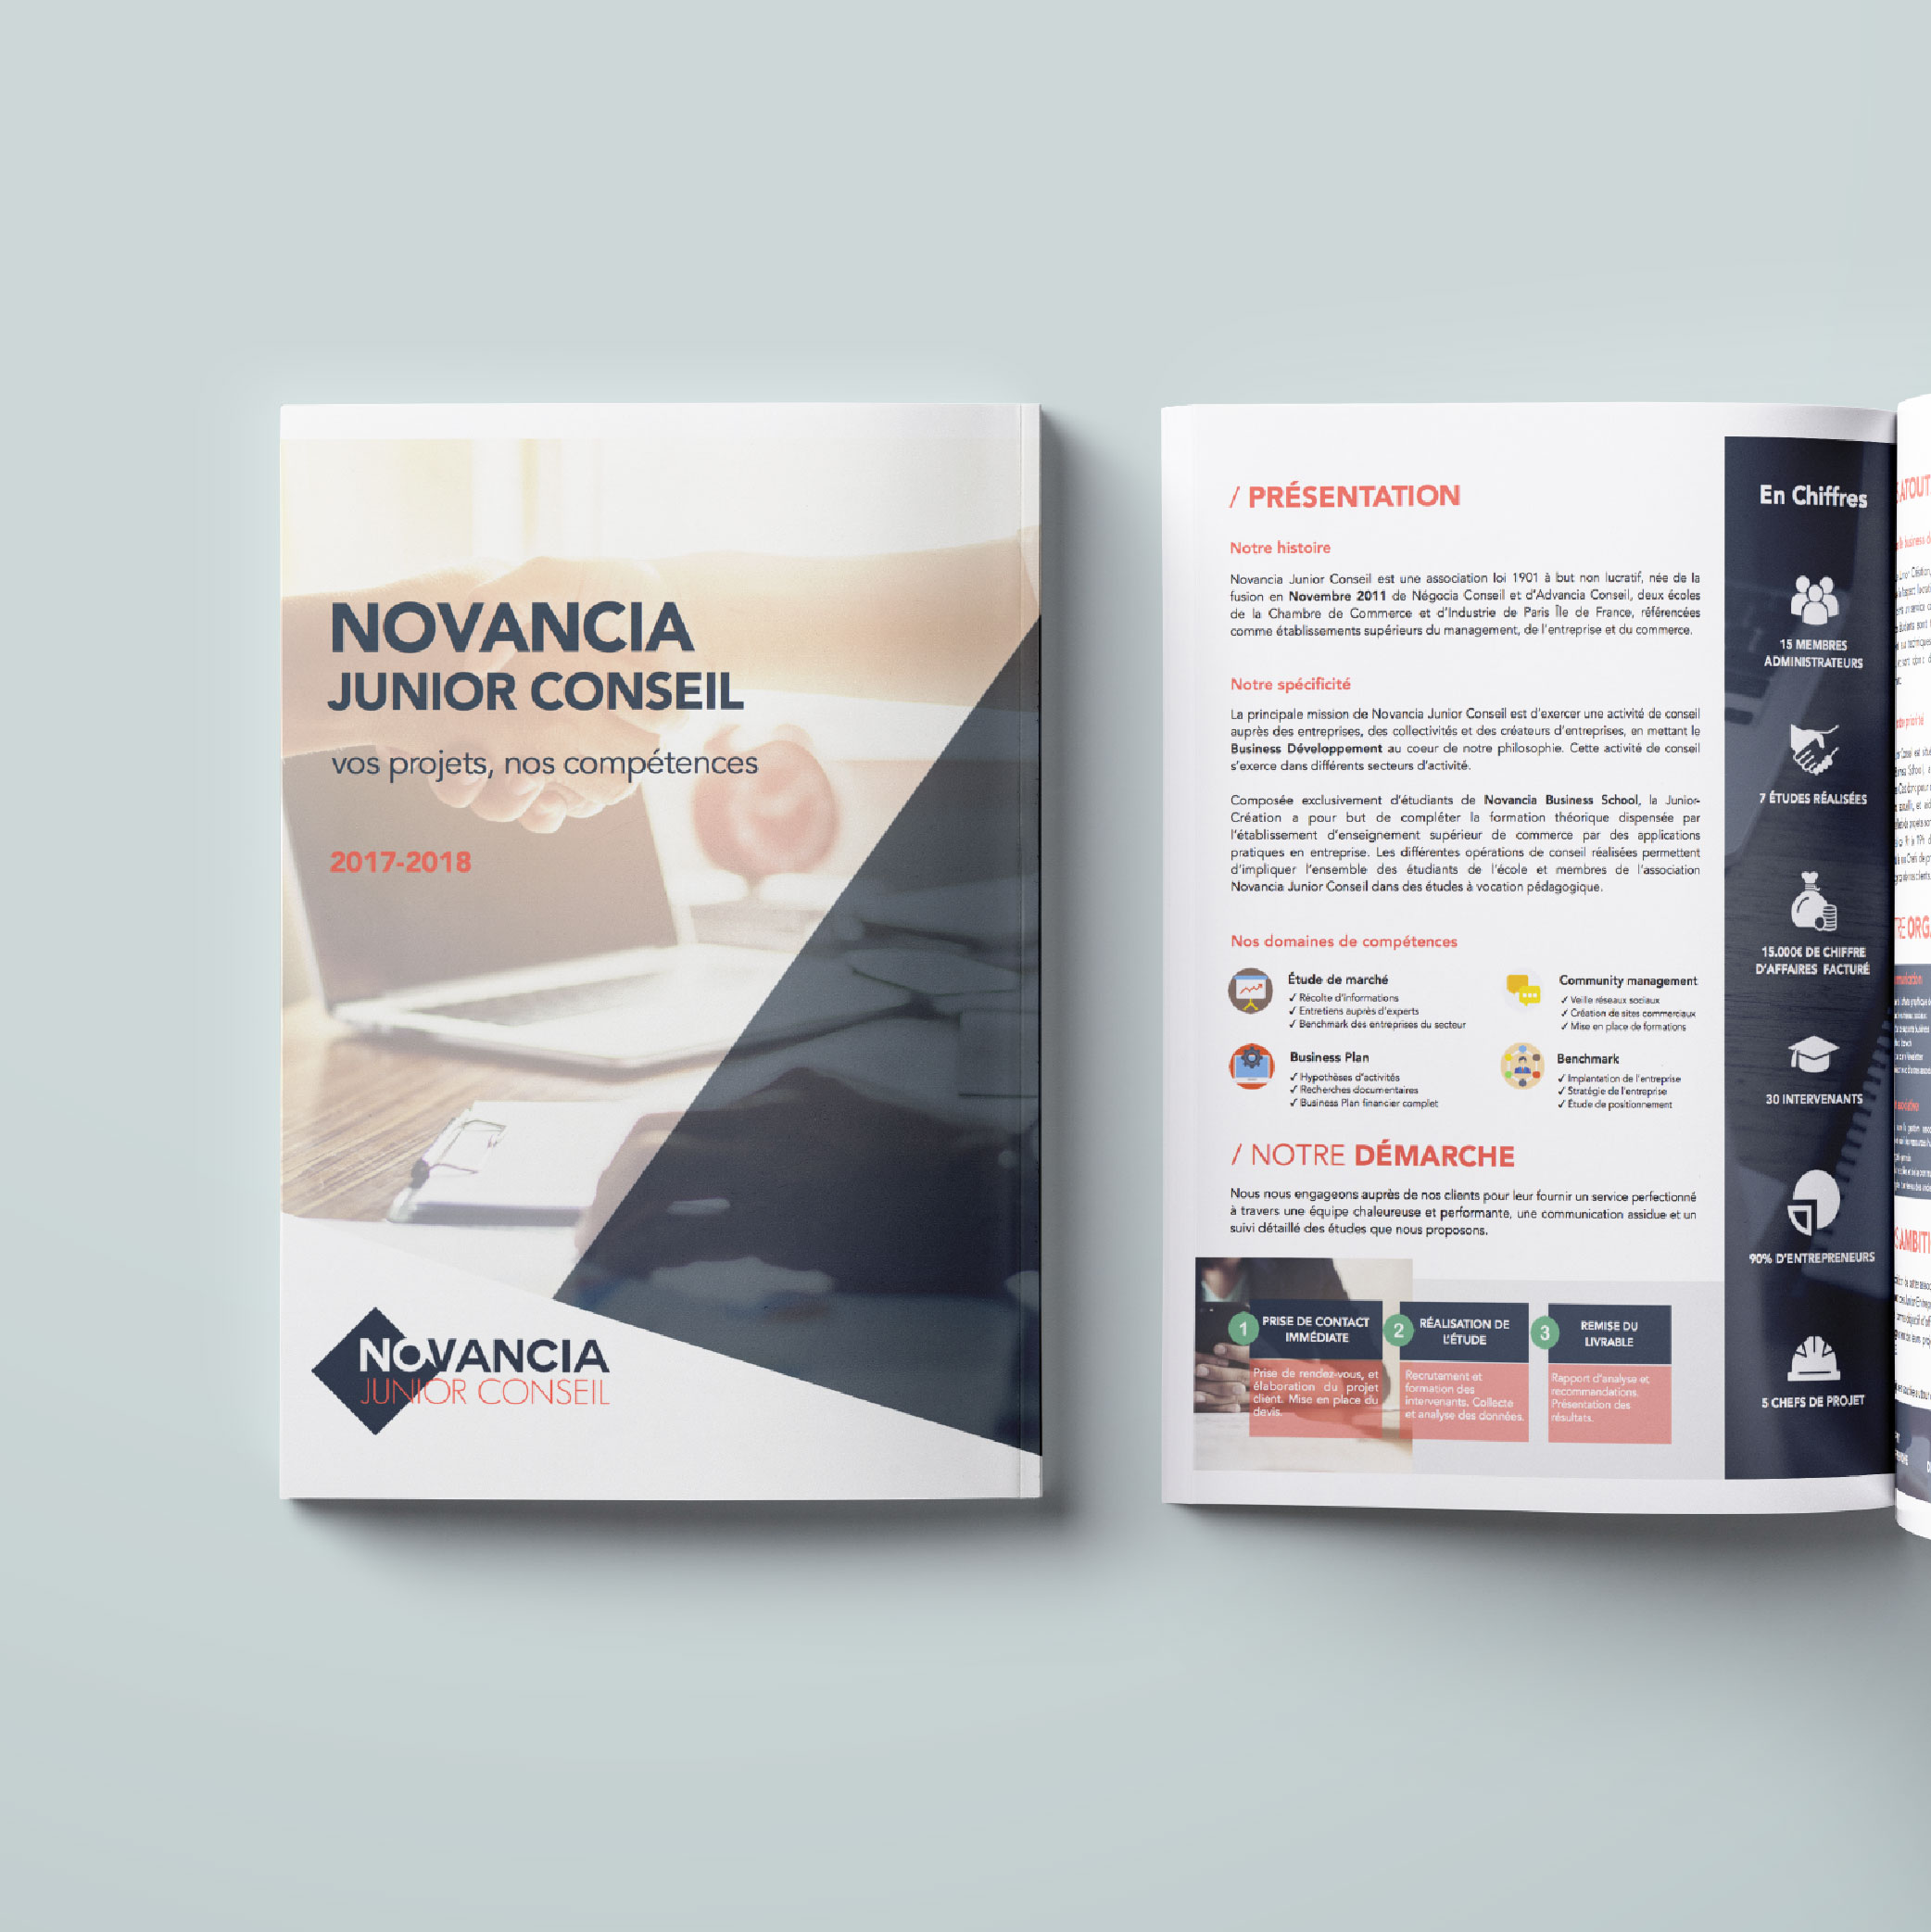 NOVANCIA
JUNIOR CONSEIL
vos projets, nos compétences
2017-2018
NOVANCIA
JUNIOR CONSEIL
/ PRÉSENTATION
Notre histoire
Novancia Junior Conseil est une association loi 1901 à but non lucratif, née de la
fusion en Novembre 2011 de Négocia Conseil et d'Advancia Conseil, deux écoles
de la Chambre de Commerce et d'Industrie de Paris Île de France, référencées
comme établissements supérieurs du management, de l'entreprise et du commerce.
Notre spécificité
La principale mission de Novancia Junior Conseil est d'exercer une activité de conseil
auprès des entreprises, des collectivités et des créateurs d'entreprises, en mettant le
Business Développement au coeur de notre philosophie. Cette activité de conseil
s'exerce dans différents secteurs d'activité.
Composée exclusivement d'étudiants de Novancia Business School, la Junior-
Création a pour but de compléter la formation théorique dispensée par
l'établissement d'enseignement supérieur de commerce par des applications
pratiques en entreprise. Les différentes opérations de conseil réalisées permettent
d'impliquer l'ensemble des étudiants de l'école et membres de l'association
Novancia Junior Conseil dans des études à vocation pédagogique.
Nos domaines de compétences
Étude de marché
✓ Récolte d'informations
✓ Entretiens auprès d'experts
✓ Benchmark des entreprises du secteur
Community management
✓ Veille réseaux sociaux
✓ Création de sites commerciaux
✓ Mise en place de formations
Business Plan
✓ Hypothèses d'activités
✓ Recherches documentaires
✓ Business Plan financier complet
Benchmark
✓ Implantation de l'entreprise
✓ Stratégie de l'entreprise
✓ Étude de positionnement
/ NOTRE DÉMARCHE
Nous nous engageons auprès de nos clients pour leur fournir un service perfectionné
à travers une équipe chaleureuse et performante, une communication assidue et un
suivi détaillé des études que nous proposons.
1
PRISE DE CONTACT
IMMÉDIATE
Prise de rendez-vous, et
élaboration du projet
client. Mise en place du
devis.
2
RÉALISATION DE
L'ÉTUDE
Recrutement et
formation des
intervenants. Collecte
et analyse des données.
3
REMISE DU
LIVRABLE
Rapport d'analyse et
recommandations.
Présentation des
résultats.
En Chiffres
15 MEMBRES
ADMINISTRATEURS
7 ÉTUDES RÉALISÉES
15.000€ DE CHIFFRE
D'AFFAIRES FACTURÉ
30 INTERVENANTS
90% D'ENTREPRENEURS
5 CHEFS DE PROJET